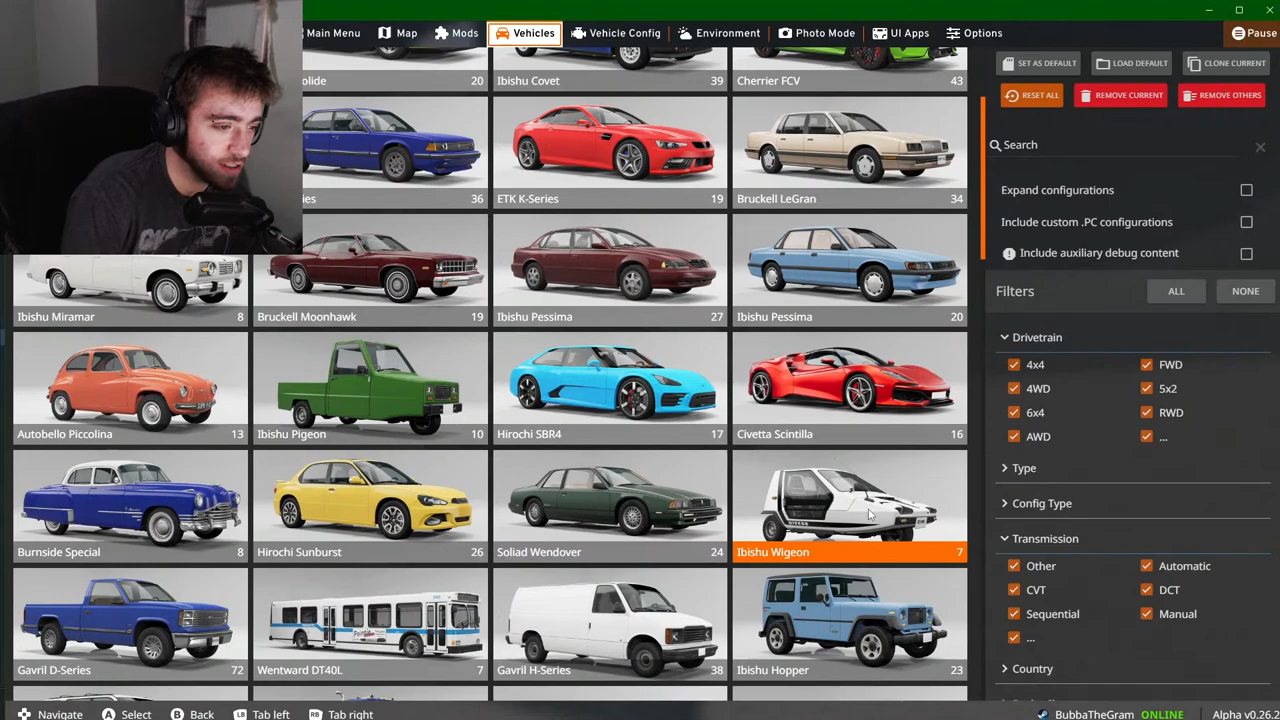 Main Menu Map Mods Vehicles Vehicle Config Environment Photo Mode UI Apps Options Pause
olide 20 Ibishu Covet 39 Cherrier FCV 43
SET AS DEFAULT LOAD DEFAULT CLONE CURRENT
RESET ALL REMOVE CURRENT REMOVE OTHERS
Search
ies 36 ETK K-Series 19 Bruckell LeGran 34
Expand configurations
Include custom .PC configurations
Include auxiliary debug content
Filters ALL NONE
Ibishu Miramar 8 Bruckell Moonhawk 19 Ibishu Pessima 27 Ibishu Pessima 20
Drivetrain
4x4 FWD
4WD 5x2
6x4 RWD
AWD ...
Autobello Piccolina 13 Ibishu Pigeon 10 Hirochi SBR4 17 Civetta Scintilla 16
Type
Config Type
Transmission
Burnside Special 8 Hirochi Sunburst 26 Soliad Wendover 24 Ibishu Wigeon 7
Other Automatic
CVT DCT
Sequential Manual
...
Country
Gavril D-Series 72 Wentward DT40L 7 Gavril H-Series 38 Ibishu Hopper 23
Navigate A Select B Back LB Tab left RB Tab right BubbaTheGram ONLINE Alpha v0.26.2